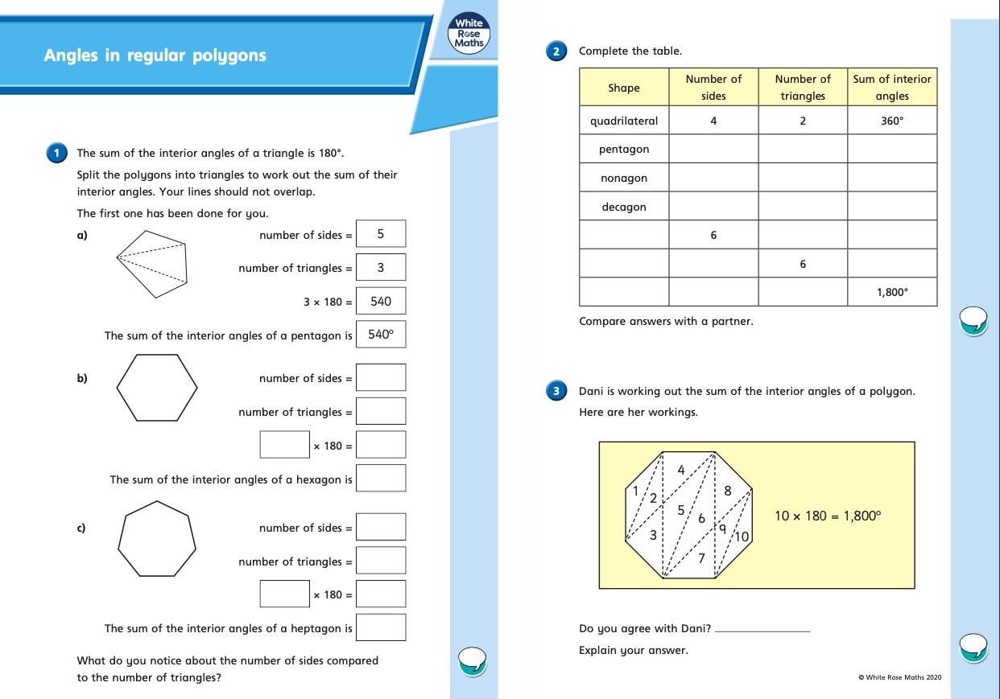 Angles in regular polygons
White
Rose
Maths
1 The sum of the interior angles of a triangle is 180°.
Split the polygons into triangles to work out the sum of their
interior angles. Your lines should not overlap.
The first one has been done for you.
a) number of sides = 5
number of triangles = 3
3 × 180 = 540
The sum of the interior angles of a pentagon is 540°
b) number of sides =
number of triangles =
× 180 =
The sum of the interior angles of a hexagon is
c) number of sides =
number of triangles =
× 180 =
The sum of the interior angles of a heptagon is
What do you notice about the number of sides compared
to the number of triangles?
2 Complete the table.
Shape Number of sides Number of triangles Sum of interior angles
quadrilateral 4 2 360°
pentagon
nonagon
decagon
6
6
1,800°
Compare answers with a partner.
3 Dani is working out the sum of the interior angles of a polygon.
Here are her workings.
1 2 3 4 5 6 7 8 9 10
10 × 180 = 1,800°
Do you agree with Dani?
Explain your answer.
© White Rose Maths 2020